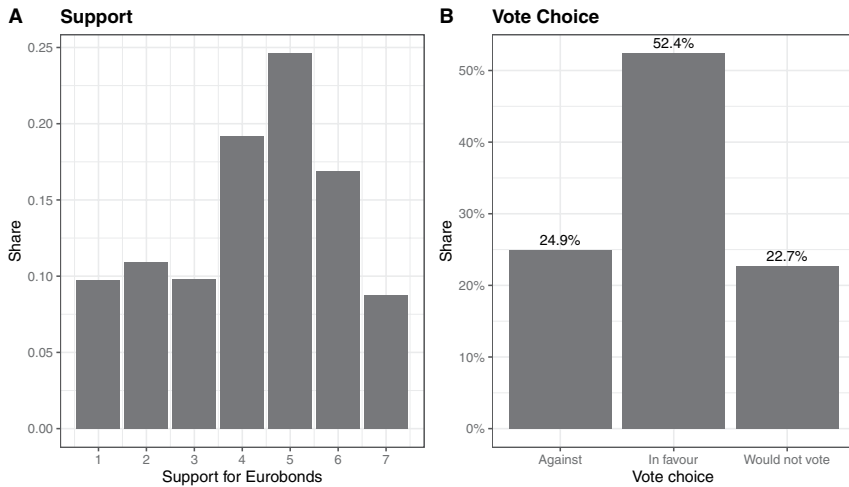 A Support
0.25
0.20
0.15
0.10
0.05
0.00
Share
1 2 3 4 5 6 7
Support for Eurobonds
B Vote Choice
52.4%
24.9%
22.7%
50%
40%
30%
20%
10%
0%
Share
Against In favour Would not vote
Vote choice